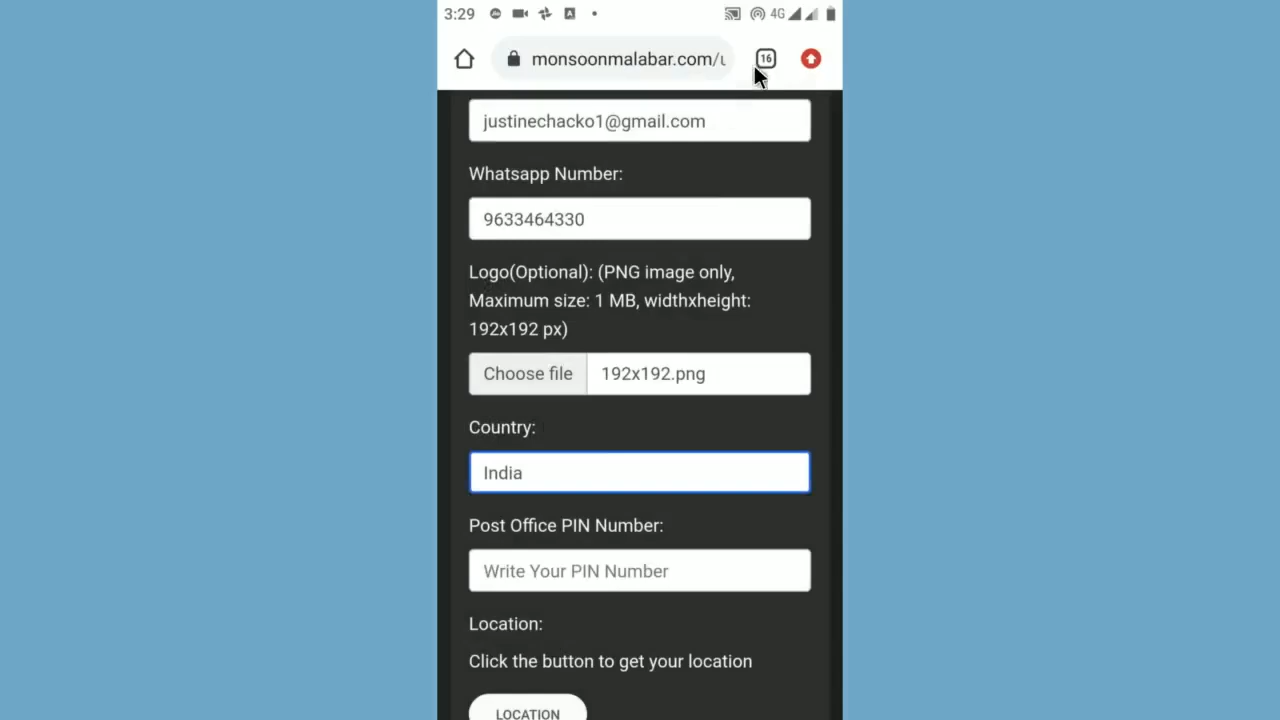 3:29
4G
monsoonmalabar.com/u
16
justinechacko1@gmail.com
Whatsapp Number:
9633464330
Logo(Optional): (PNG image only,
Maximum size: 1 MB, widthxheight:
192x192 px)
Choose file 192x192.png
Country:
India
Post Office PIN Number:
Write Your PIN Number
Location:
Click the button to get your location
LOCATION